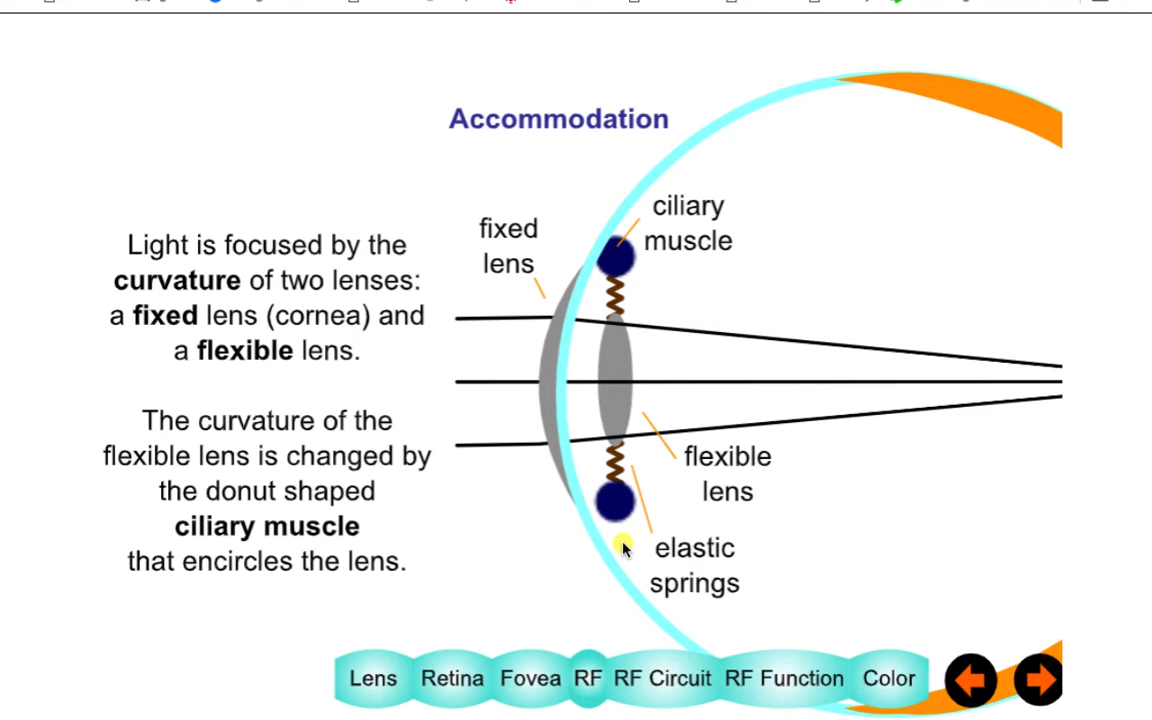 Accommodation
Light is focused by the
curvature of two lenses:
a fixed lens (cornea) and
a flexible lens.
The curvature of the
flexible lens is changed by
the donut shaped
ciliary muscle
that encircles the lens.
fixed
lens
ciliary
muscle
flexible
lens
elastic
springs
Lens Retina Fovea RF RF Circuit RF Function Color